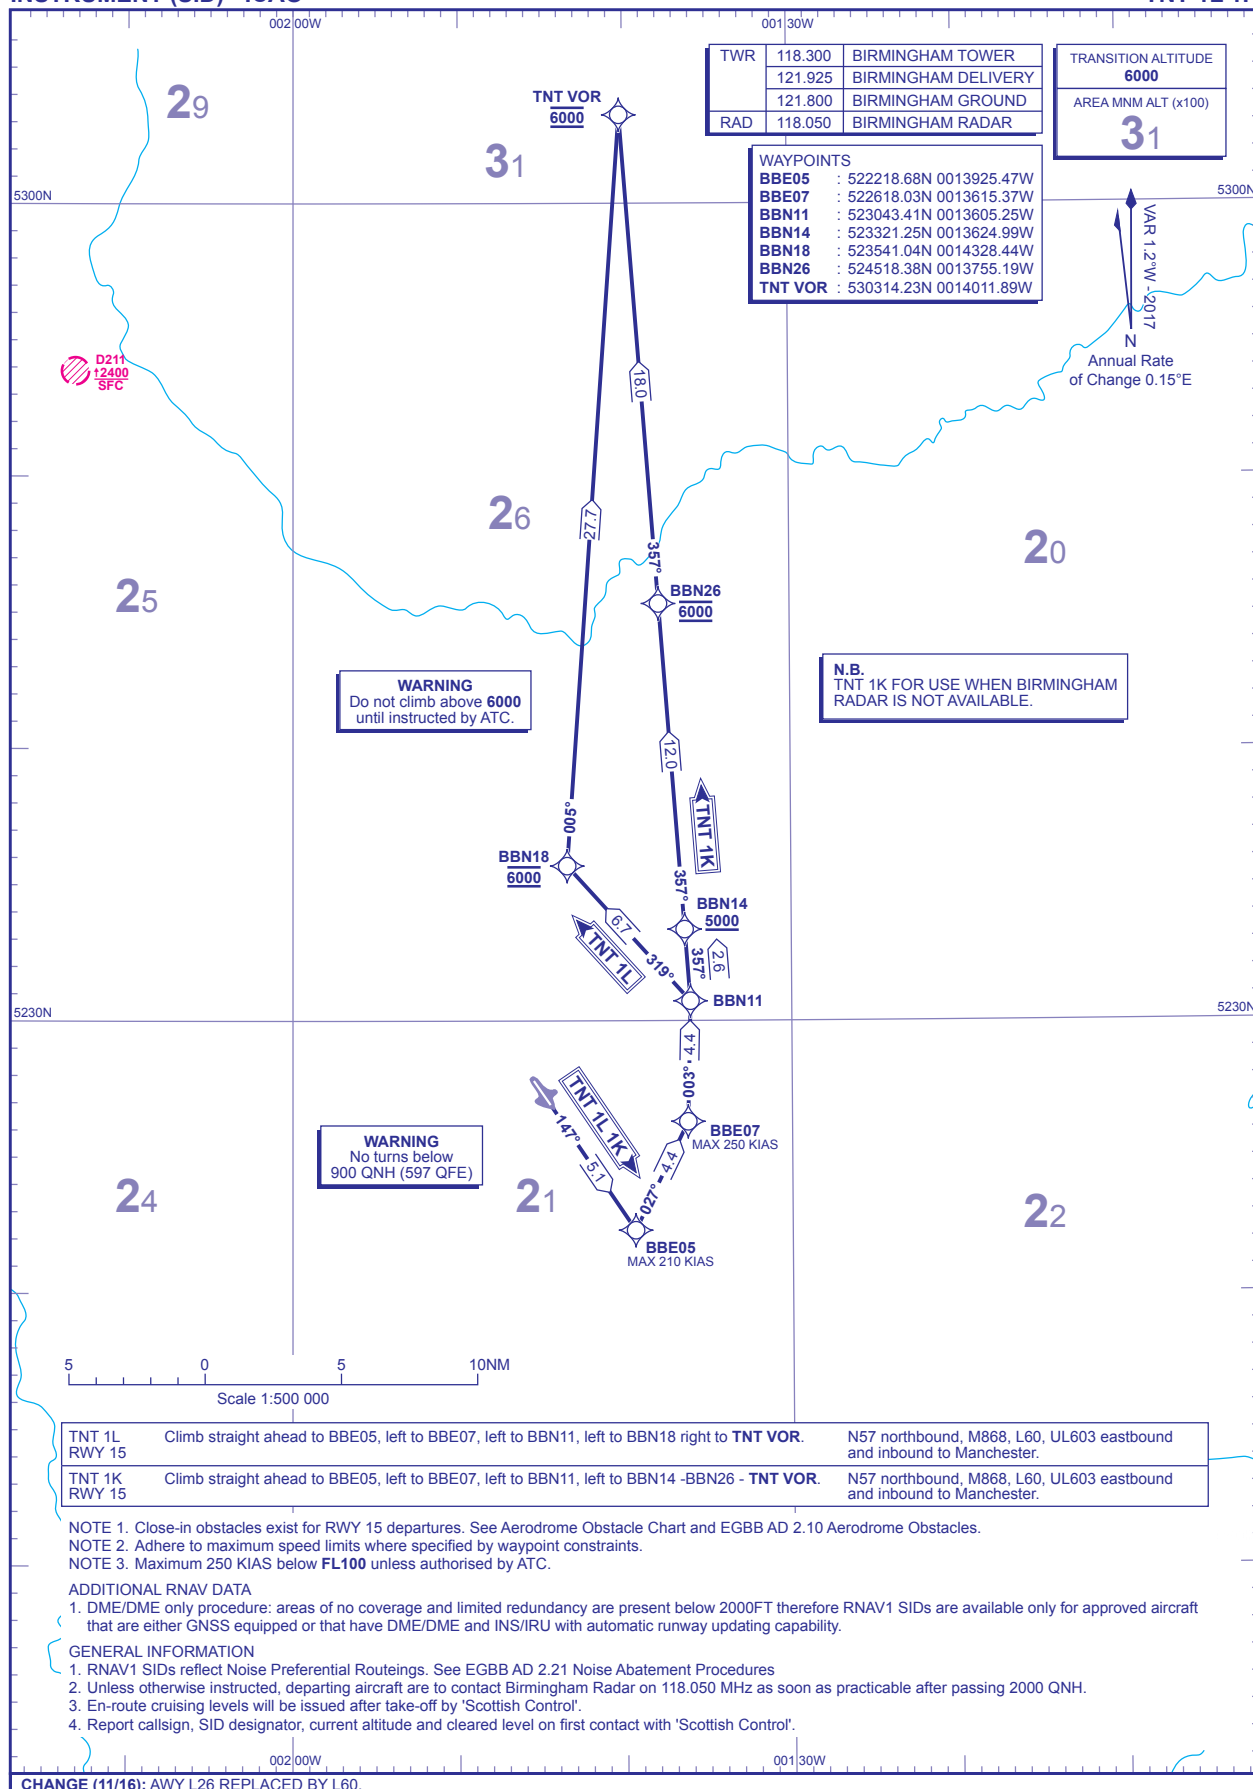 002 00W
001 30W
TWR 118.300 BIRMINGHAM TOWER
121.925 BIRMINGHAM DELIVERY
121.800 BIRMINGHAM GROUND
RAD 118.050 BIRMINGHAM RADAR
TRANSITION ALTITUDE
6000
AREA MNM ALT (x100)
31
29
TNT VOR
6000
31
WAYPOINTS
BBE05 : 522218.68N 0013925.47W
BBE07 : 522618.03N 0013615.37W
BBN11 : 523043.41N 0013605.25W
BBN14 : 523321.25N 0013624.99W
BBN18 : 523541.04N 0014328.44W
BBN26 : 524518.38N 0013755.19W
TNT VOR : 530314.23N 0014011.89W
5300N
5300N
VAR 1.2°W - 2017
N
Annual Rate
of Change 0.15°E
D211
↑2400
SFC
18.0
27.7
26
20
357°
25
BBN26
6000
WARNING
Do not climb above 6000
until instructed by ATC.
N.B.
TNT 1K FOR USE WHEN BIRMINGHAM
RADAR IS NOT AVAILABLE.
12.0
TNT 1K
005°
BBN18
6000
357°
BBN14
5000
6.7
TNT 1L
319°
357°
2.6
BBN11
5230N
5230N
4.4
003°
TNT 1L 1K
147°
5.1
BBE07
MAX 250 KIAS
4.4
027°
WARNING
No turns below
900 QNH (597 QFE)
24
21
22
BBE05
MAX 210 KIAS
5 0 5 10NM
Scale 1:500 000
TNT 1L Climb straight ahead to BBE05, left to BBE07, left to BBN11, left to BBN18 right to TNT VOR. N57 northbound, M868, L60, UL603 eastbound
RWY 15 and inbound to Manchester.
TNT 1K Climb straight ahead to BBE05, left to BBE07, left to BBN11, left to BBN14 -BBN26 - TNT VOR. N57 northbound, M868, L60, UL603 eastbound
RWY 15 and inbound to Manchester.
NOTE 1. Close-in obstacles exist for RWY 15 departures. See Aerodrome Obstacle Chart and EGBB AD 2.10 Aerodrome Obstacles.
NOTE 2. Adhere to maximum speed limits where specified by waypoint constraints.
NOTE 3. Maximum 250 KIAS below FL100 unless authorised by ATC.
ADDITIONAL RNAV DATA
1. DME/DME only procedure: areas of no coverage and limited redundancy are present below 2000FT therefore RNAV1 SIDs are available only for approved aircraft
that are either GNSS equipped or that have DME/DME and INS/IRU with automatic runway updating capability.
GENERAL INFORMATION
1. RNAV1 SIDs reflect Noise Preferential Routeings. See EGBB AD 2.21 Noise Abatement Procedures
2. Unless otherwise instructed, departing aircraft are to contact Birmingham Radar on 118.050 MHz as soon as practicable after passing 2000 QNH.
3. En-route cruising levels will be issued after take-off by 'Scottish Control'.
4. Report callsign, SID designator, current altitude and cleared level on first contact with 'Scottish Control'.
002 00W
001 30W
CHANGE (11/16): AWY L26 REPLACED BY L60.